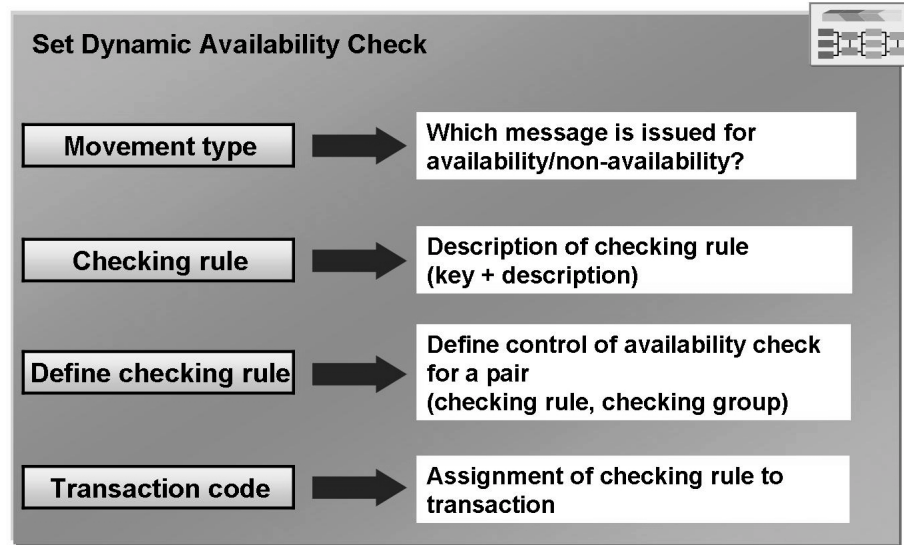 Set Dynamic Availability Check
Movement type
Which message is issued for
availability/non-availability?
Checking rule
Description of checking rule
(key + description)
Define checking rule
Define control of availability check
for a pair
(checking rule, checking group)
Transaction code
Assignment of checking rule to
transaction